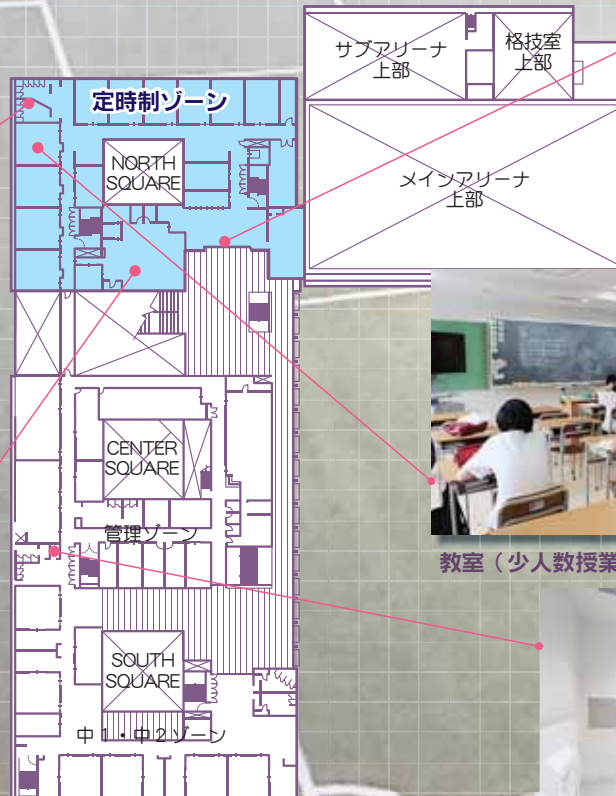 サブアリーナ
上部
格技室
上部
定時制ゾーン
NORTH
SQUARE
メインアリーナ
上部
CENTER
SQUARE
管理ゾーン
教室（少人数授業
SOUTH
SQUARE
中1・中2ゾーン